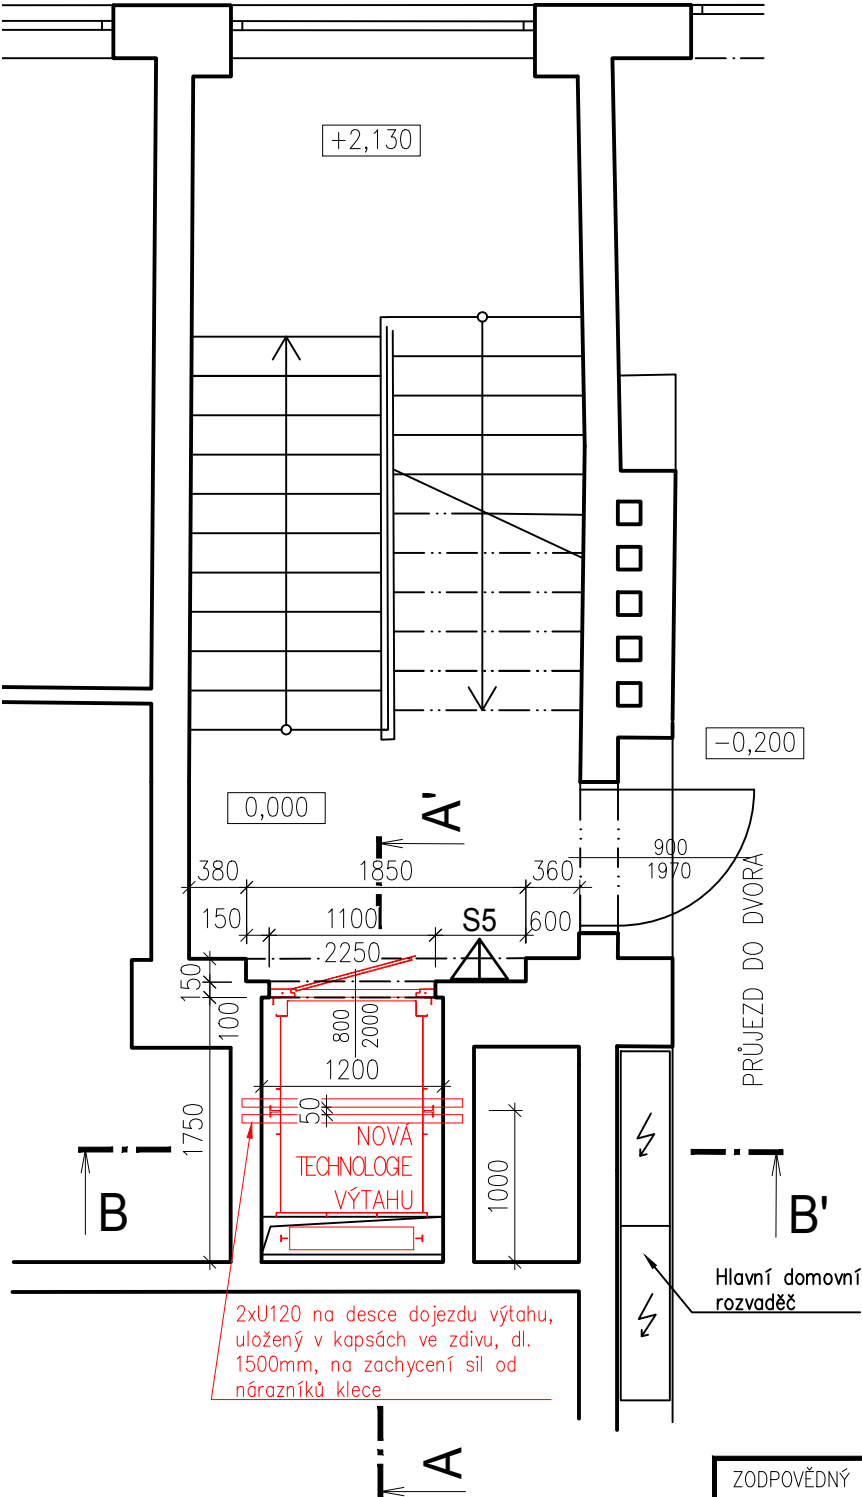 +2,130
-0,200
0,000
A'
380
1850
360
900
1970
150
1100
S5
600
2250
150
100
800
2000
PRŮJEZD DO DVORA
1200
50
1750
NOVÁ
TECHNOLOGIE
VÝTAHU
1000
B
B'
Hlavní domovní
rozvaděč
2xU120 na desce dojezdu výtahu,
uložený v kapsách ve zdivu, dl.
1500mm, na zachycení sil od
nárazníků klece
A
ZODPOVĚDNÝ